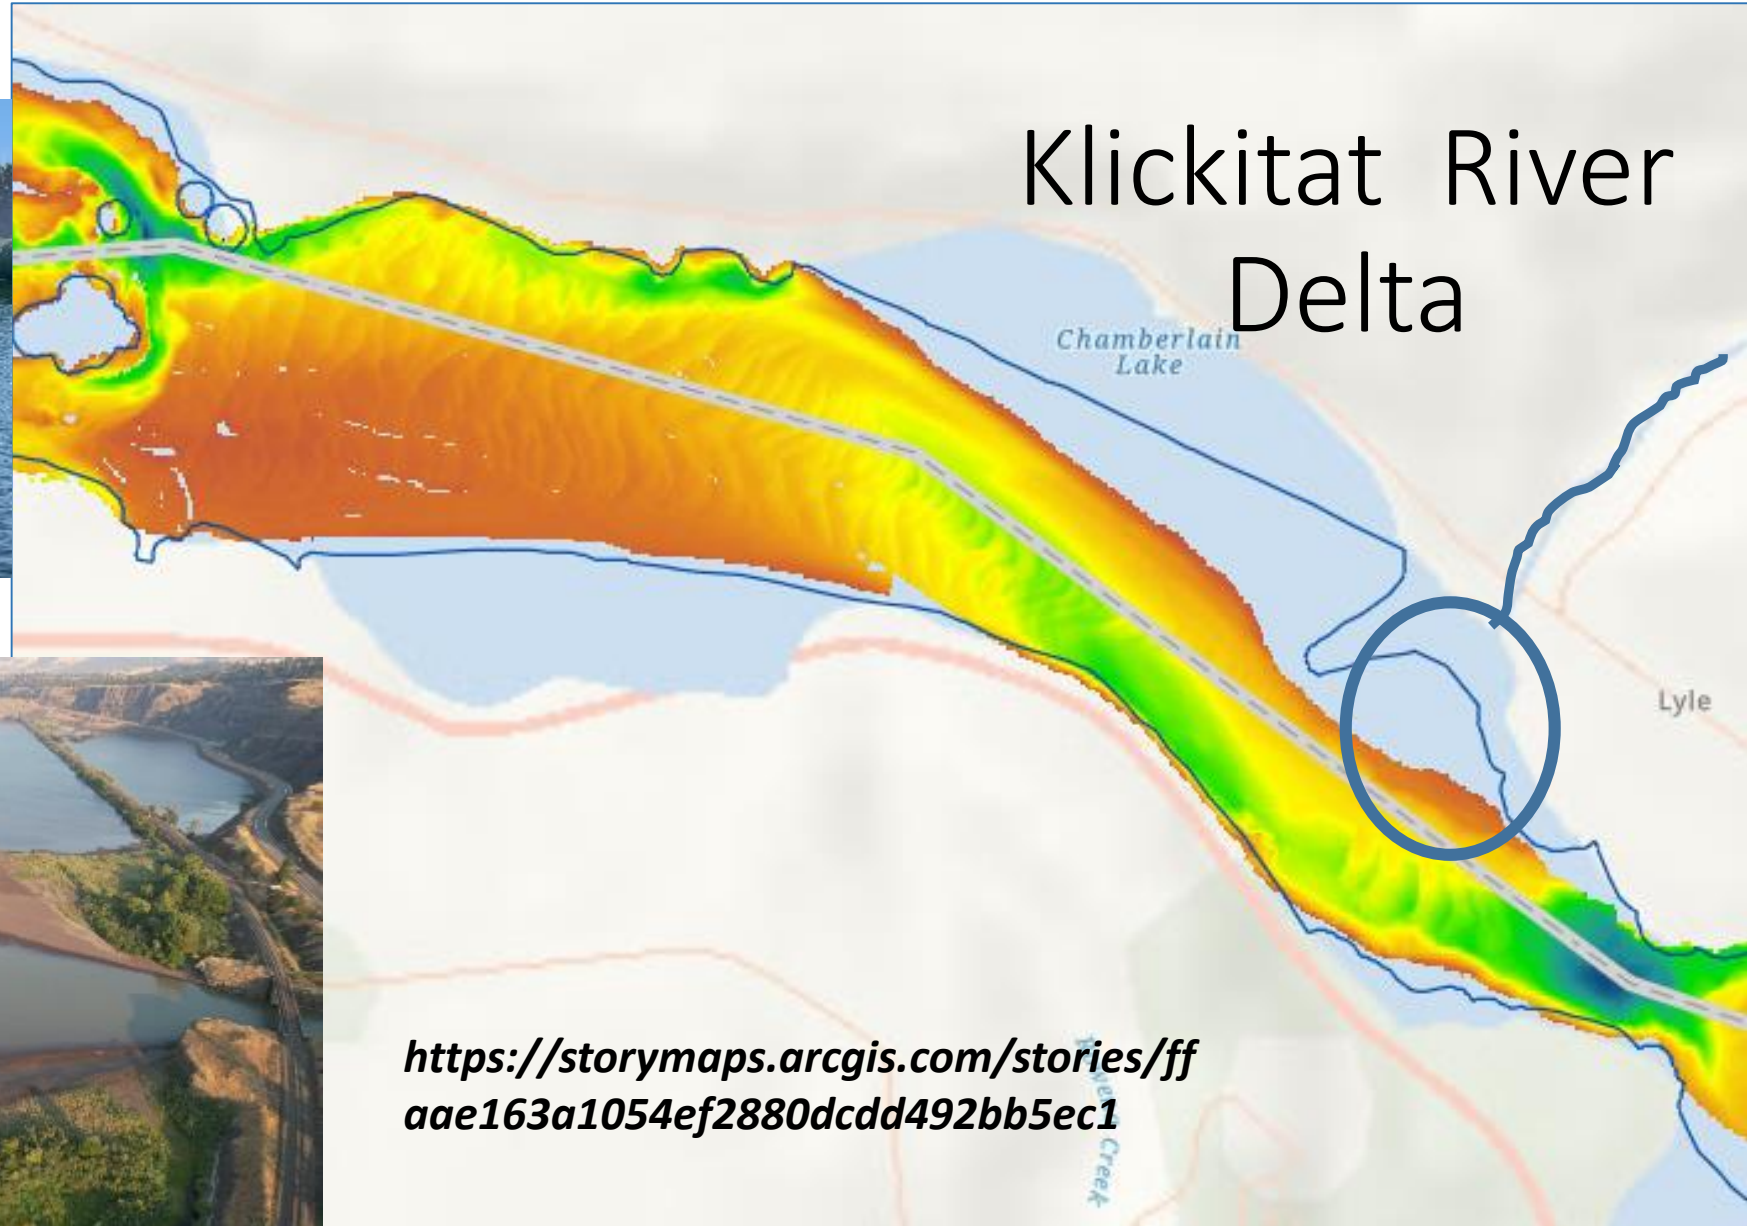 Klickitat River
Delta
Chamberlain
Lake
Lyle
https://storymaps.arcgis.com/stories/ff
aae163a1054ef2880dcdd492bb5ec1
Creek